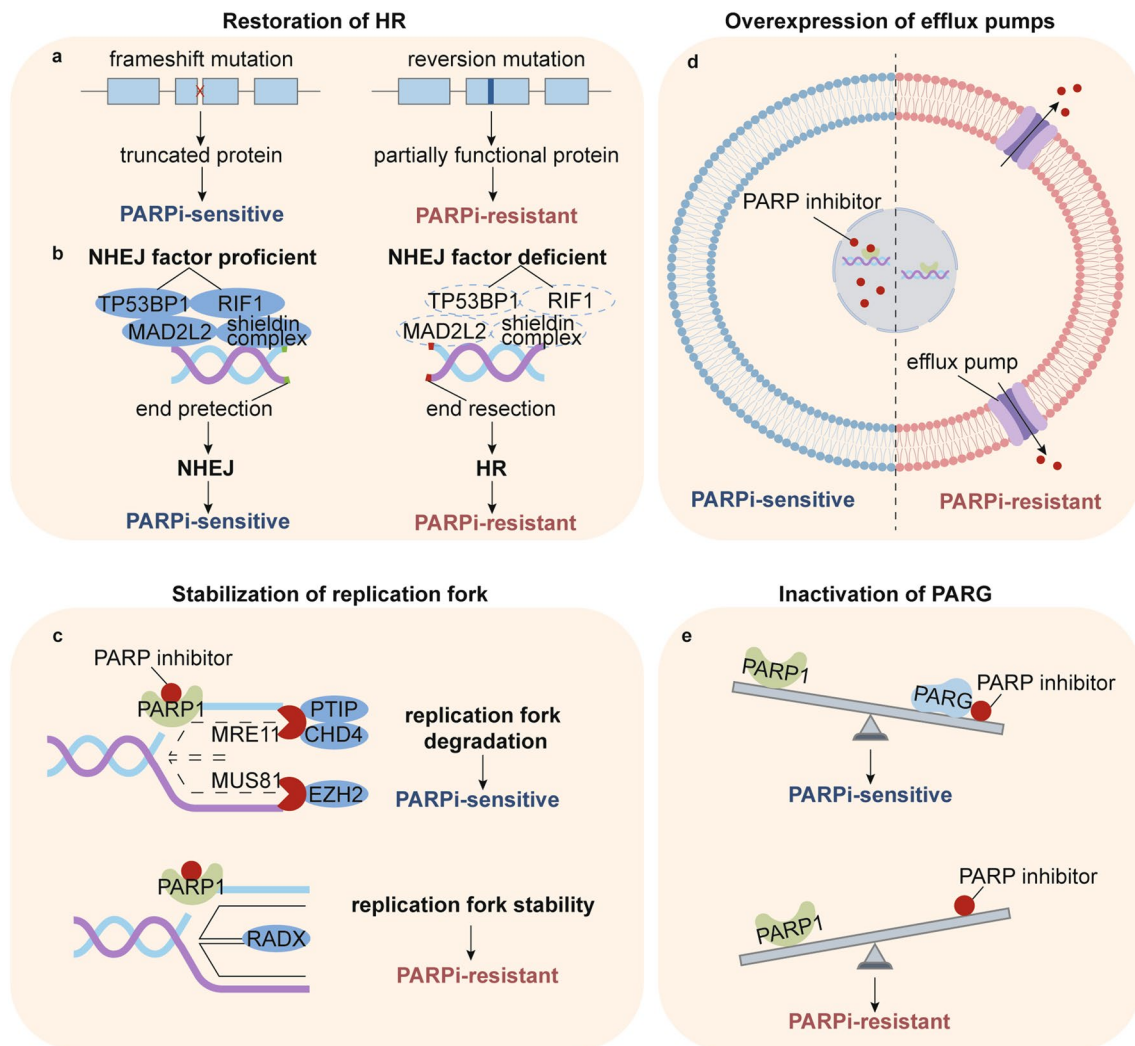 Restoration of HR
a
frameshift mutation
truncated protein
PARPi-sensitive
reversion mutation
partially functional protein
PARPi-resistant
b
NHEJ factor proficient
TP53BP1
RIF1
MAD2L2
shieldin
complex
end pretection
NHEJ
PARPi-sensitive
NHEJ factor deficient
TP53BP1
RIF1
MAD2L2
shieldin
complex
end resection
HR
PARPi-resistant
Overexpression of efflux pumps
d
PARP inhibitor
efflux pump
PARPi-sensitive
PARPi-resistant
Stabilization of replication fork
c
PARP inhibitor
PARP1
MRE11
PTIP
CHD4
MUS81
EZH2
replication fork
degradation
PARPi-sensitive
PARP1
RADX
replication fork stability
PARPi-resistant
Inactivation of PARG
e
PARP1
PARG
PARP inhibitor
PARPi-sensitive
PARP inhibitor
PARP1
PARPi-resistant